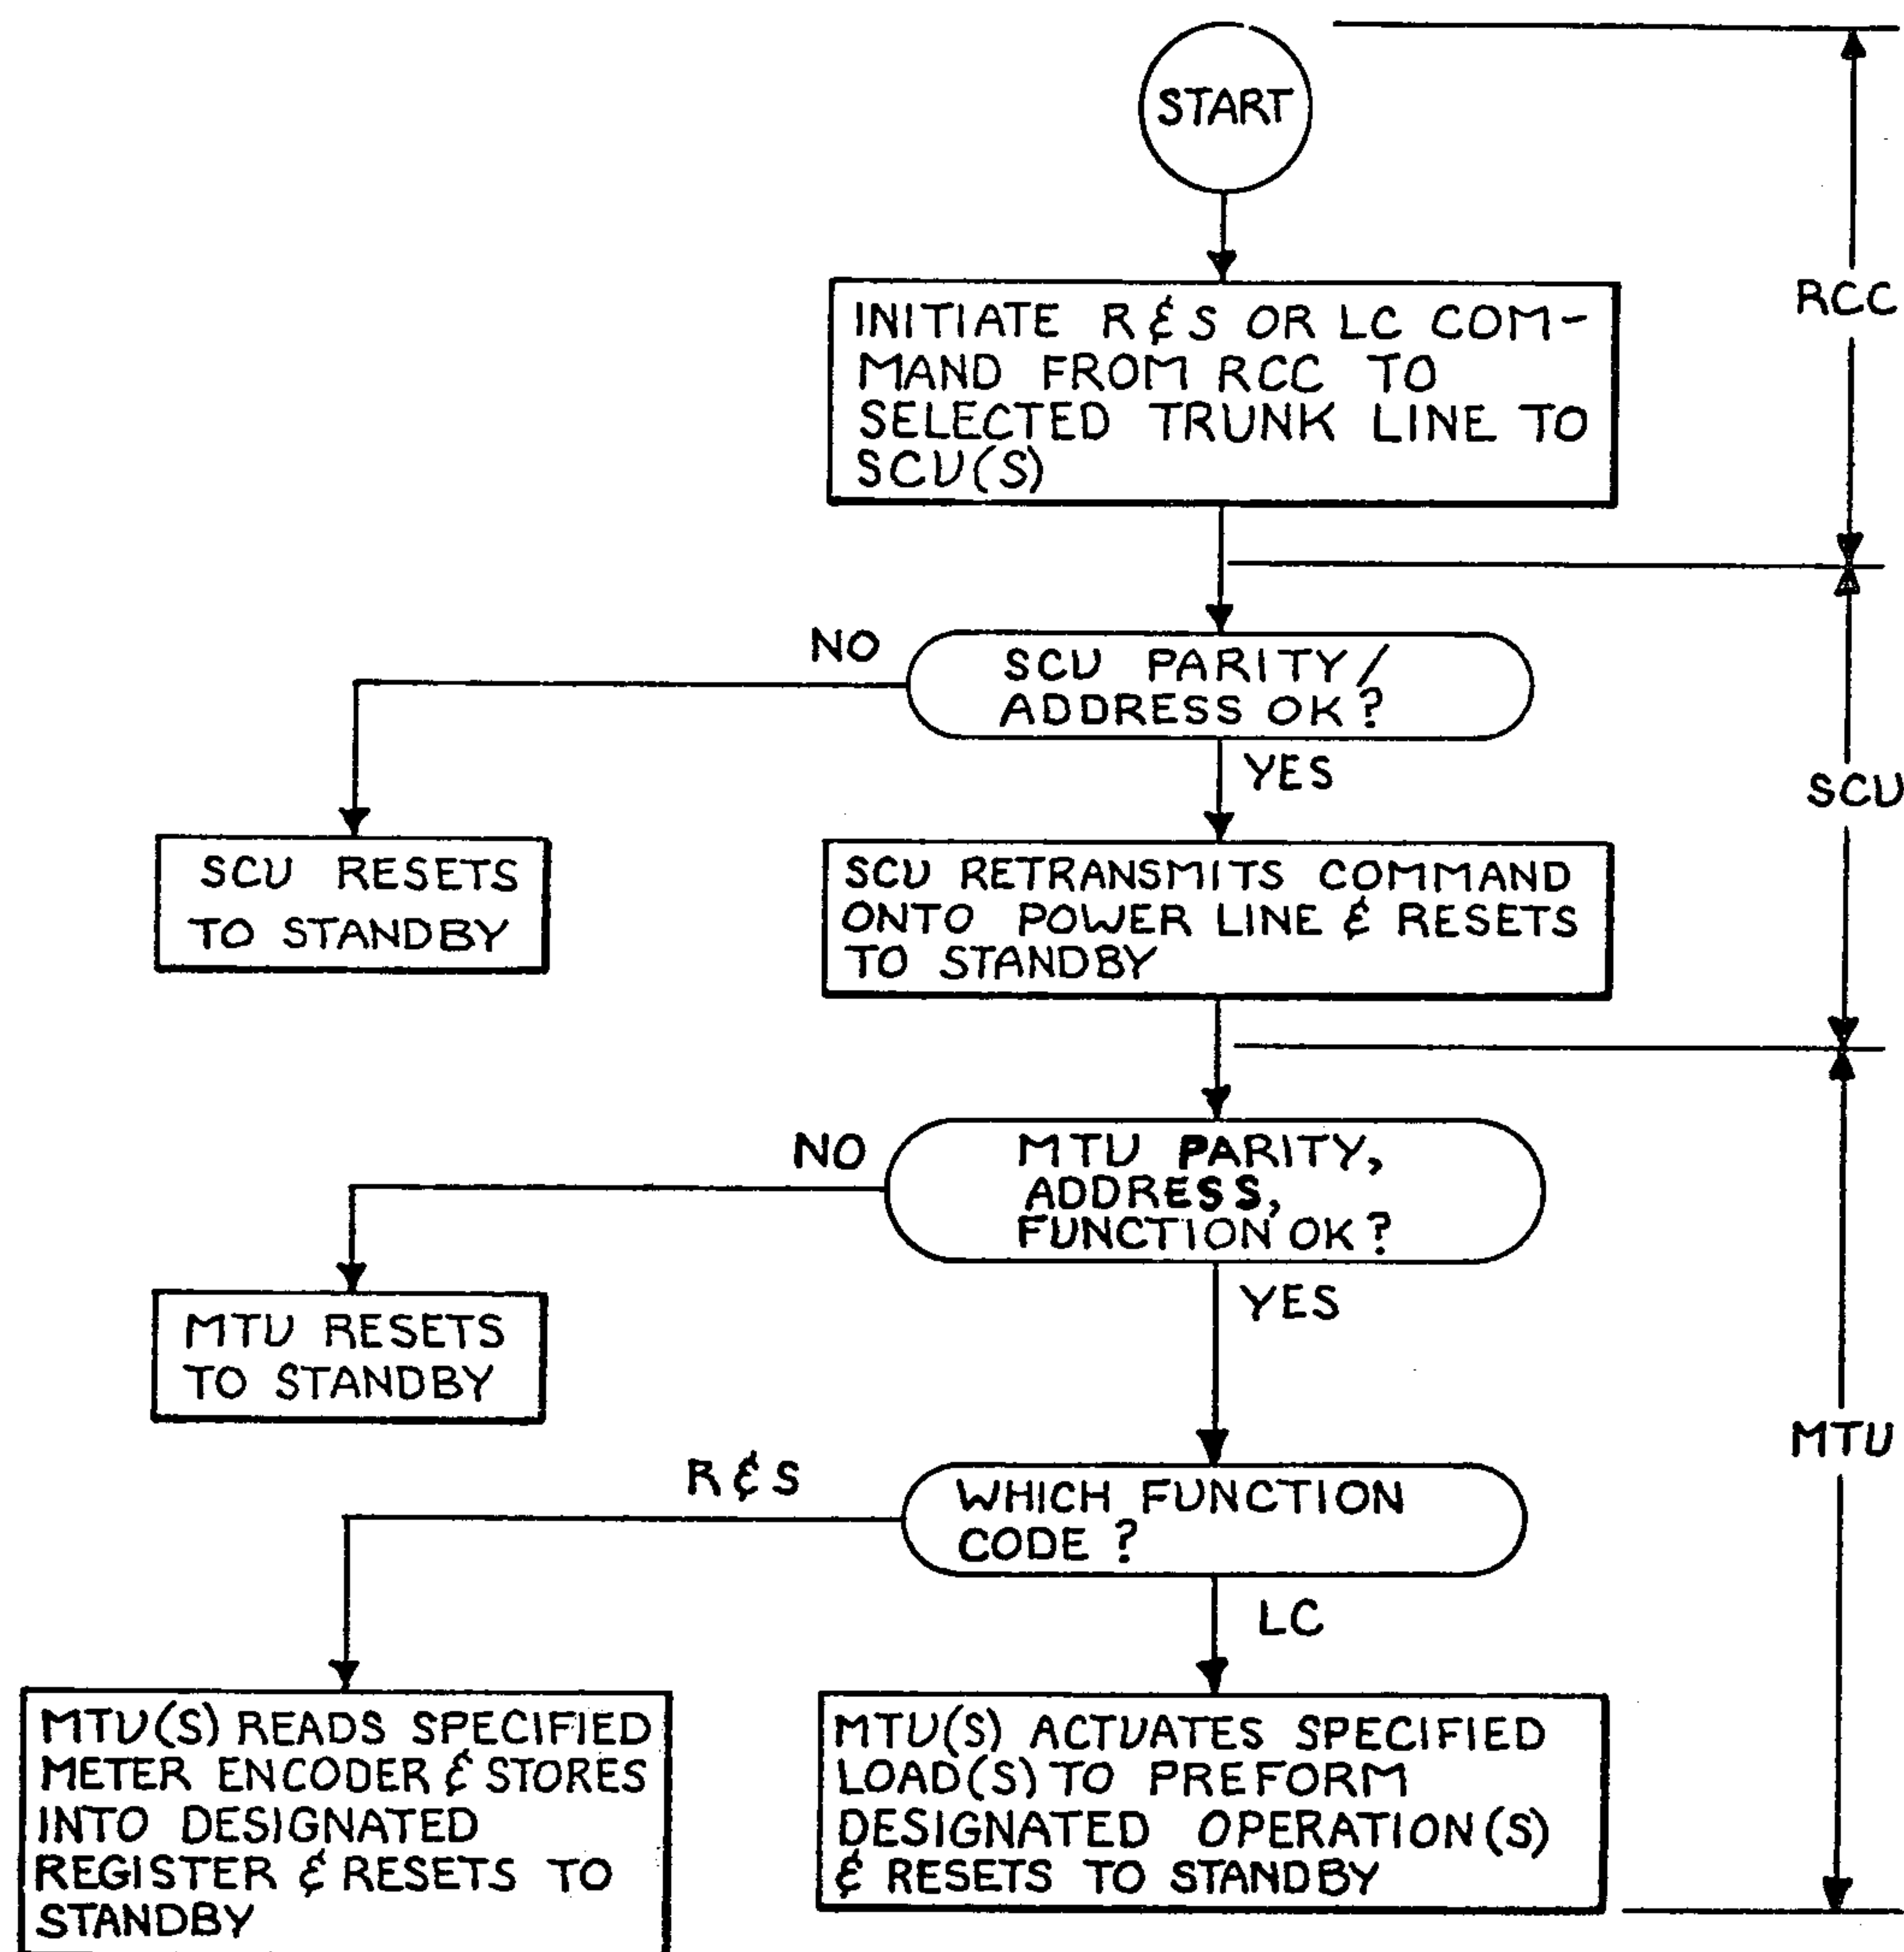 START
RCC
INITIATE R & S OR LC COM-
MAND FROM RCC TO
SELECTED TRUNK LINE TO
SCU(S)
NO
SCU PARITY/
ADDRESS OK?
YES
SCU
SCU RESETS
TO STANDBY
SCU RETRANSMITS COMMAND
ONTO POWER LINE & RESETS
TO STANDBY
NO
MTU PARITY,
ADDRESS,
FUNCTION OK?
YES
MTU RESETS
TO STANDBY
MTU
R & S
WHICH FUNCTION
CODE?
LC
MTU(S) READS SPECIFIED
METER ENCODER & STORES
INTO DESIGNATED
REGISTER & RESETS TO
STANDBY
MTU(S) ACTUATES SPECIFIED
LOAD(S) TO PREFORM
DESIGNATED OPERATION(S)
& RESETS TO STANDBY